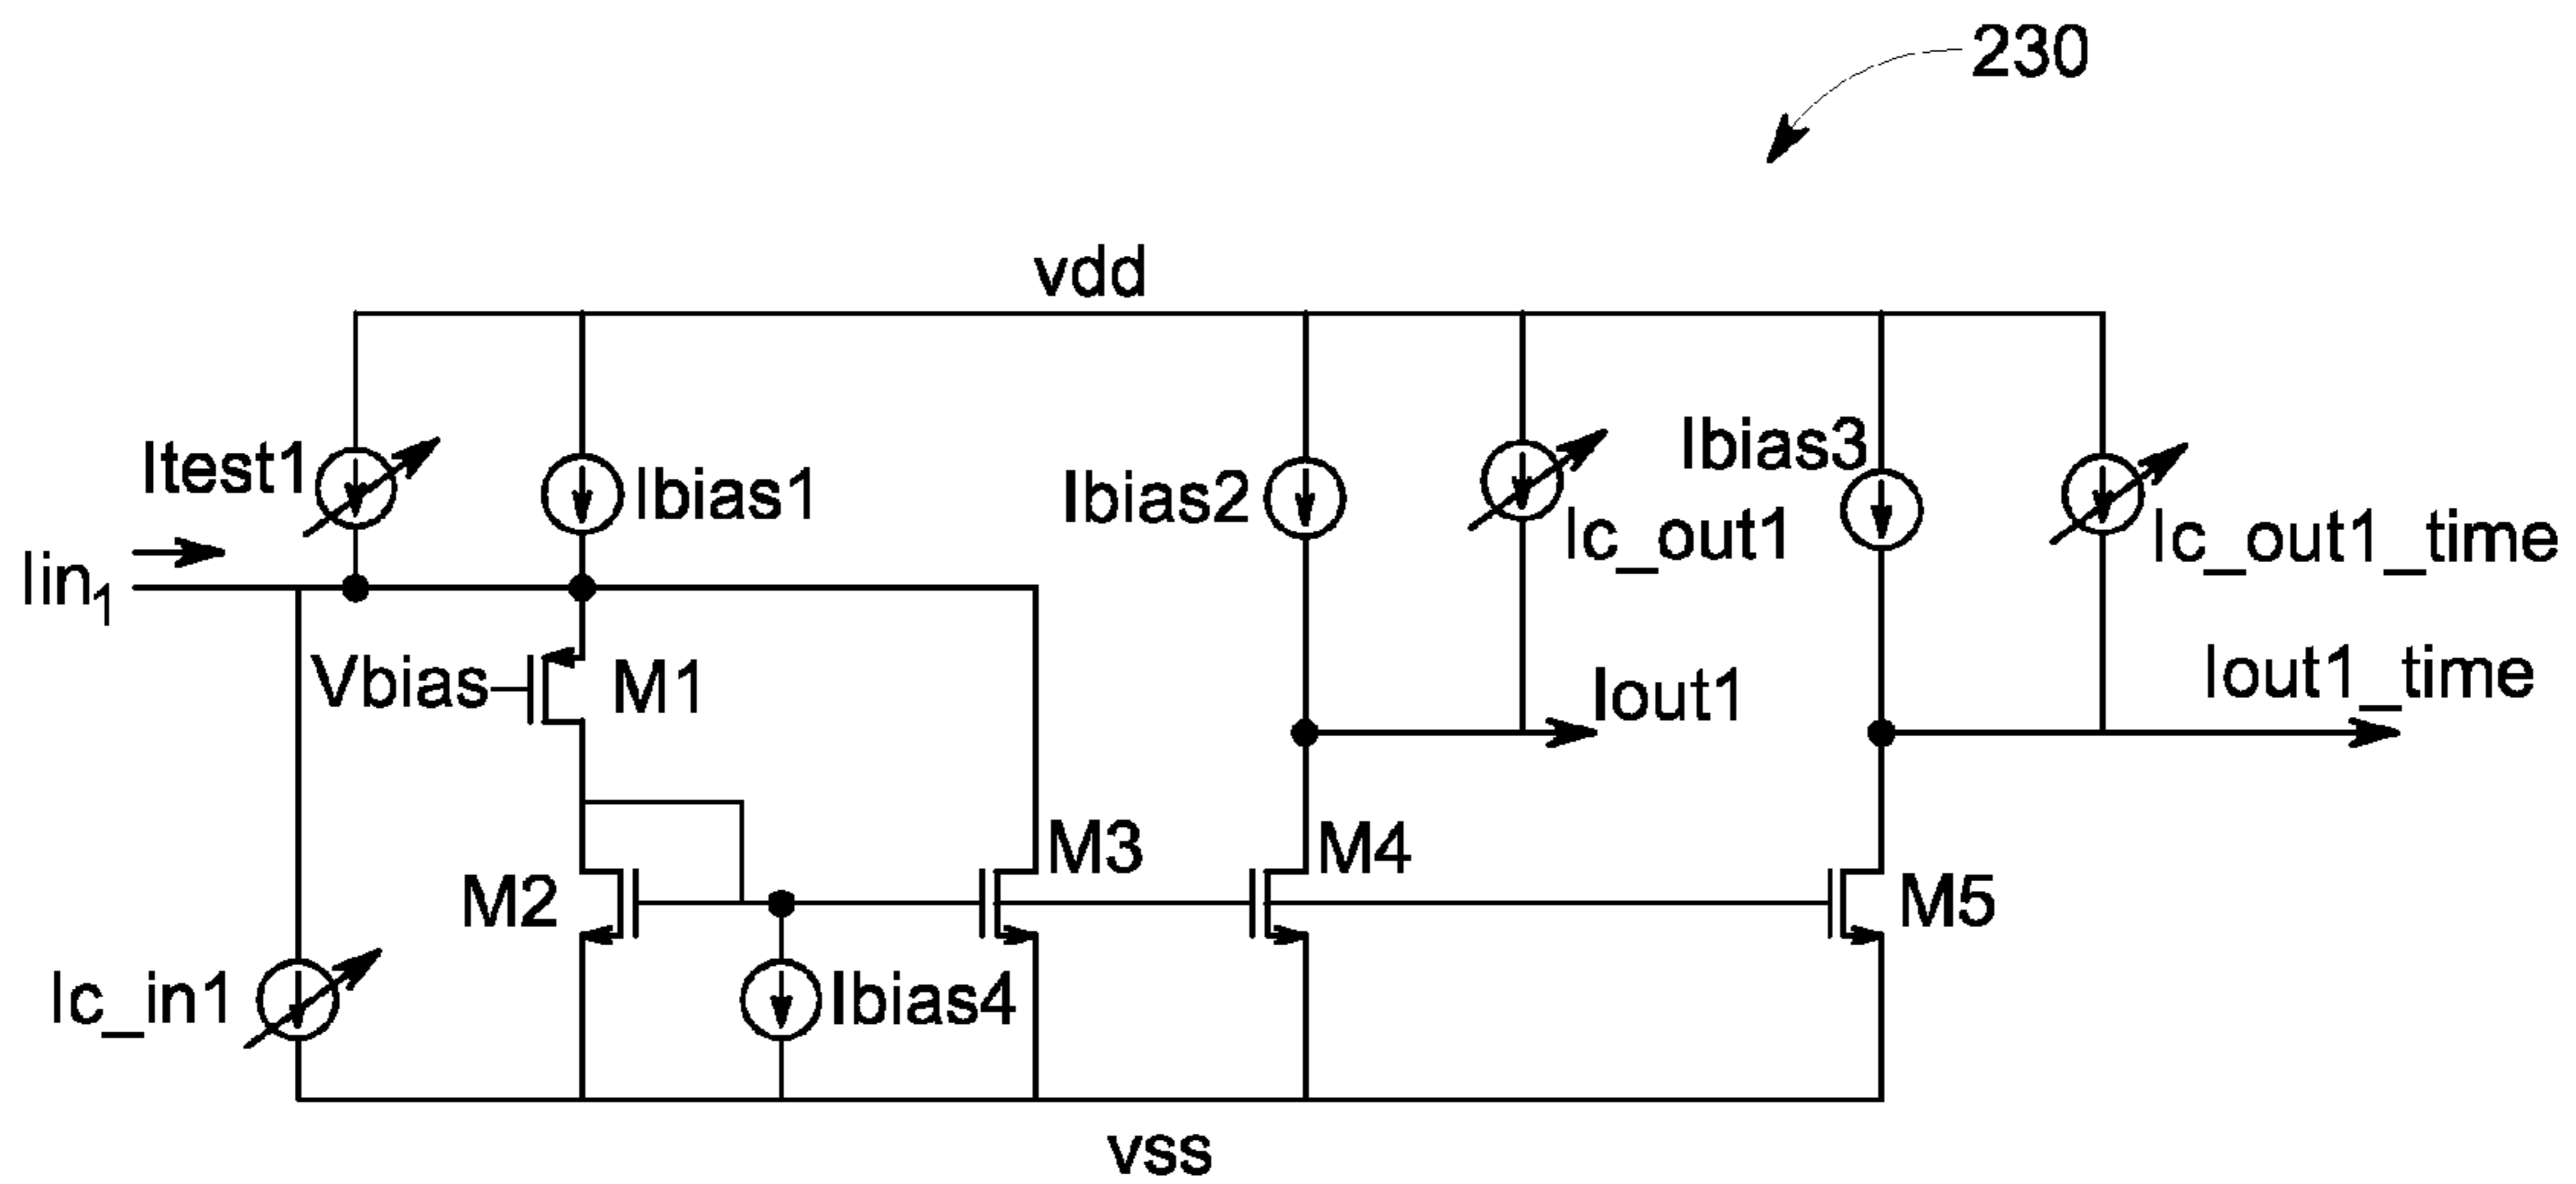 230
vdd
Itest1
Ibias1
Ibias2
Ic_out1
Ibias3
Ic_out1_time
Iin1
Vbias
M1
Iout1
Iout1_time
M2
M3
M4
M5
Ic_in1
Ibias4
vss